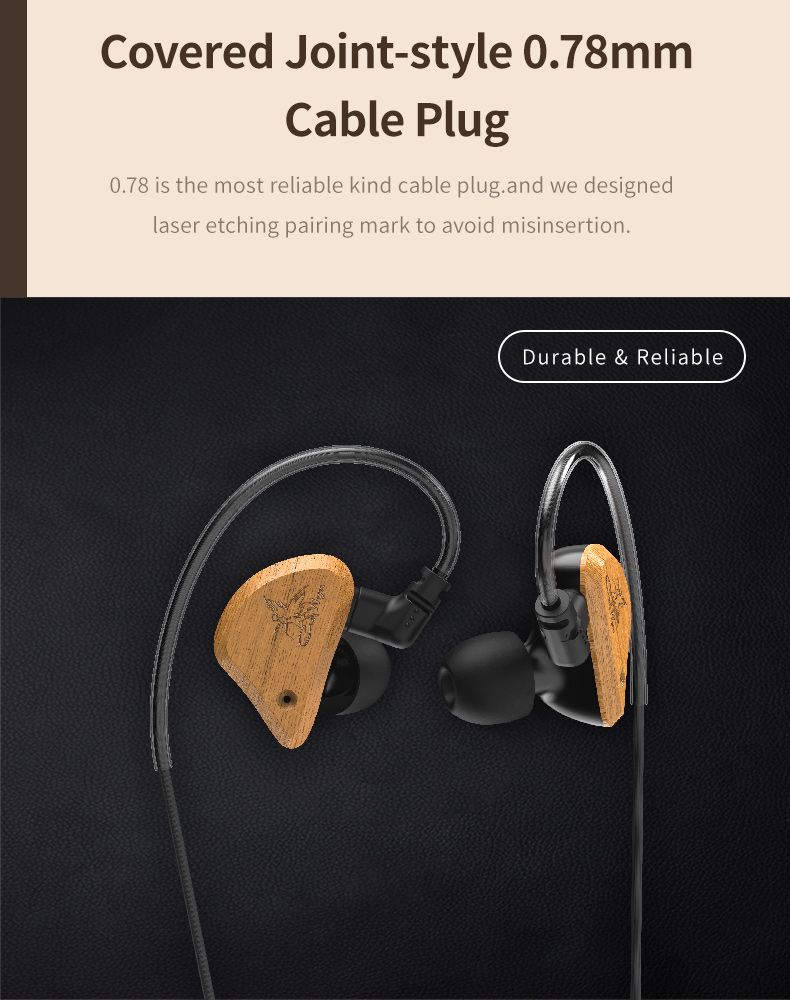 Covered Joint-style 0.78mm
Cable Plug
0.78 is the most reliable kind cable plug.and we designed
laser etching pairing mark to avoid misinsertion.
Durable & Reliable